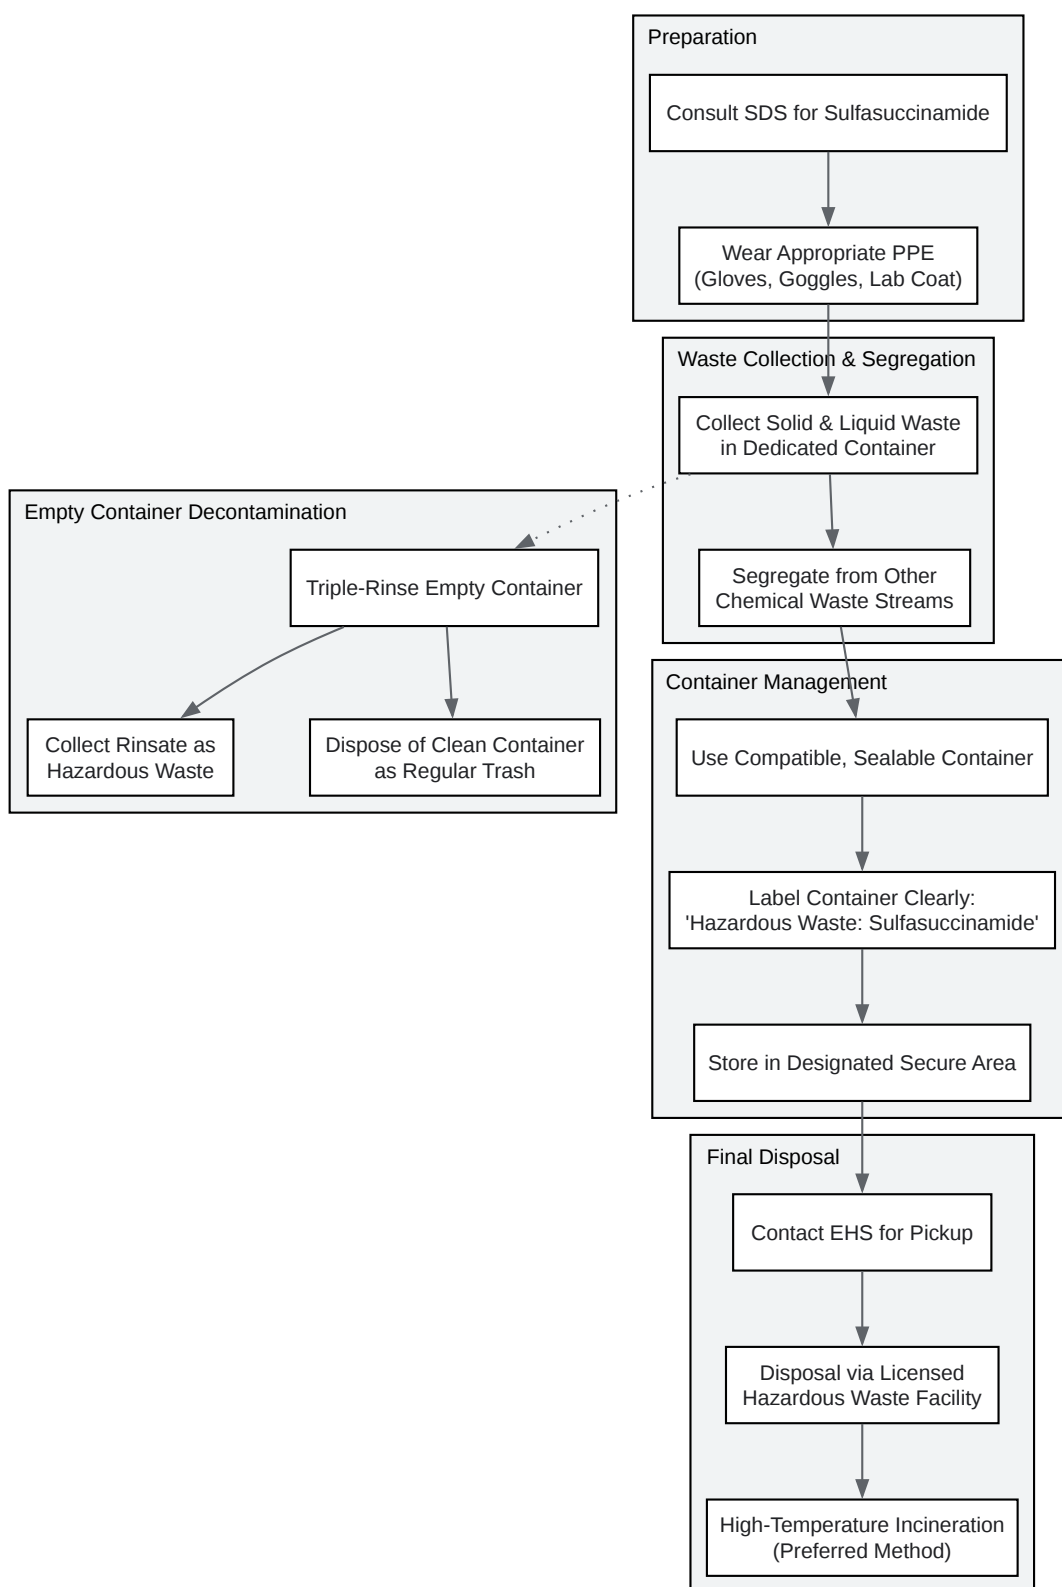 Preparation
Consult SDS for Sulfasuccinamide
Wear Appropriate PPE
(Gloves, Goggles, Lab Coat)
Waste Collection & Segregation
Collect Solid & Liquid Waste
in Dedicated Container
Segregate from Other
Chemical Waste Streams
Empty Container Decontamination
Triple-Rinse Empty Container
Collect Rinsate as
Hazardous Waste
Dispose of Clean Container
as Regular Trash
Container Management
Use Compatible, Sealable Container
Label Container Clearly:
'Hazardous Waste: Sulfasuccinamide'
Store in Designated Secure Area
Final Disposal
Contact EHS for Pickup
Disposal via Licensed
Hazardous Waste Facility
High-Temperature Incineration
(Preferred Method)